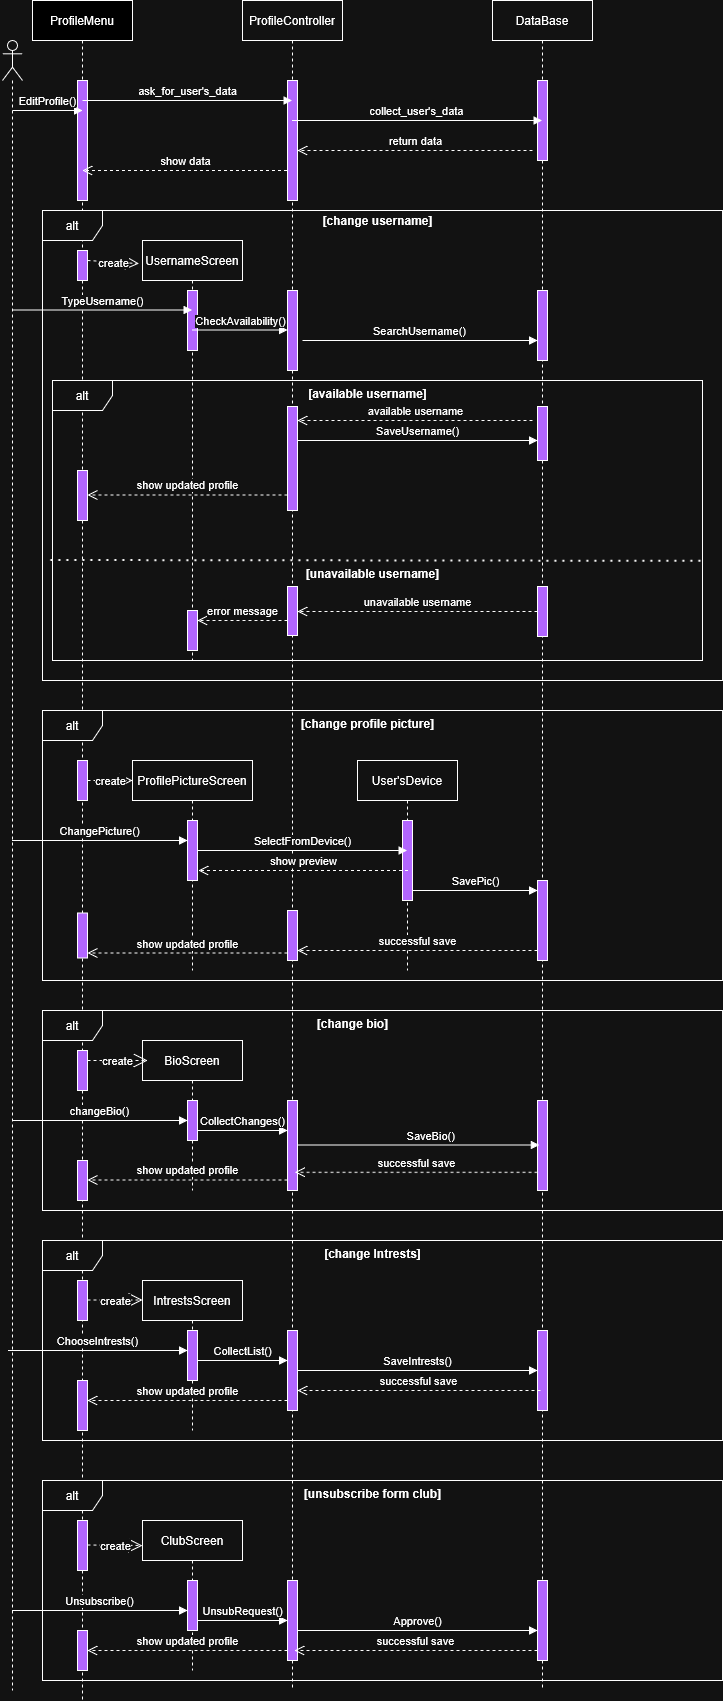 ProfileMenu
ProfileController
DataBase
ask_for_user's_data
EditProfile()
collect_user's_data
return data
show data
alt
[change username]
create
UsernameScreen
TypeUsername()
CheckAvailability()
SearchUsername()
alt
[available username]
available username
SaveUsername()
show updated profile
[unavailable username]
unavailable username
error message
alt
[change profile picture]
create
ProfilePictureScreen
User'sDevice
ChangePicture()
SelectFromDevice()
show preview
SavePic()
successful save
show updated profile
alt
[change bio]
create
BioScreen
changeBio()
CollectChanges()
SaveBio()
successful save
show updated profile
alt
[change Intrests]
create
IntrestsScreen
ChooseIntrests()
CollectList()
SaveIntrests()
successful save
show updated profile
alt
[unsubscribe form club]
create
ClubScreen
Unsubscribe()
UnsubRequest()
Approve()
successful save
show updated profile